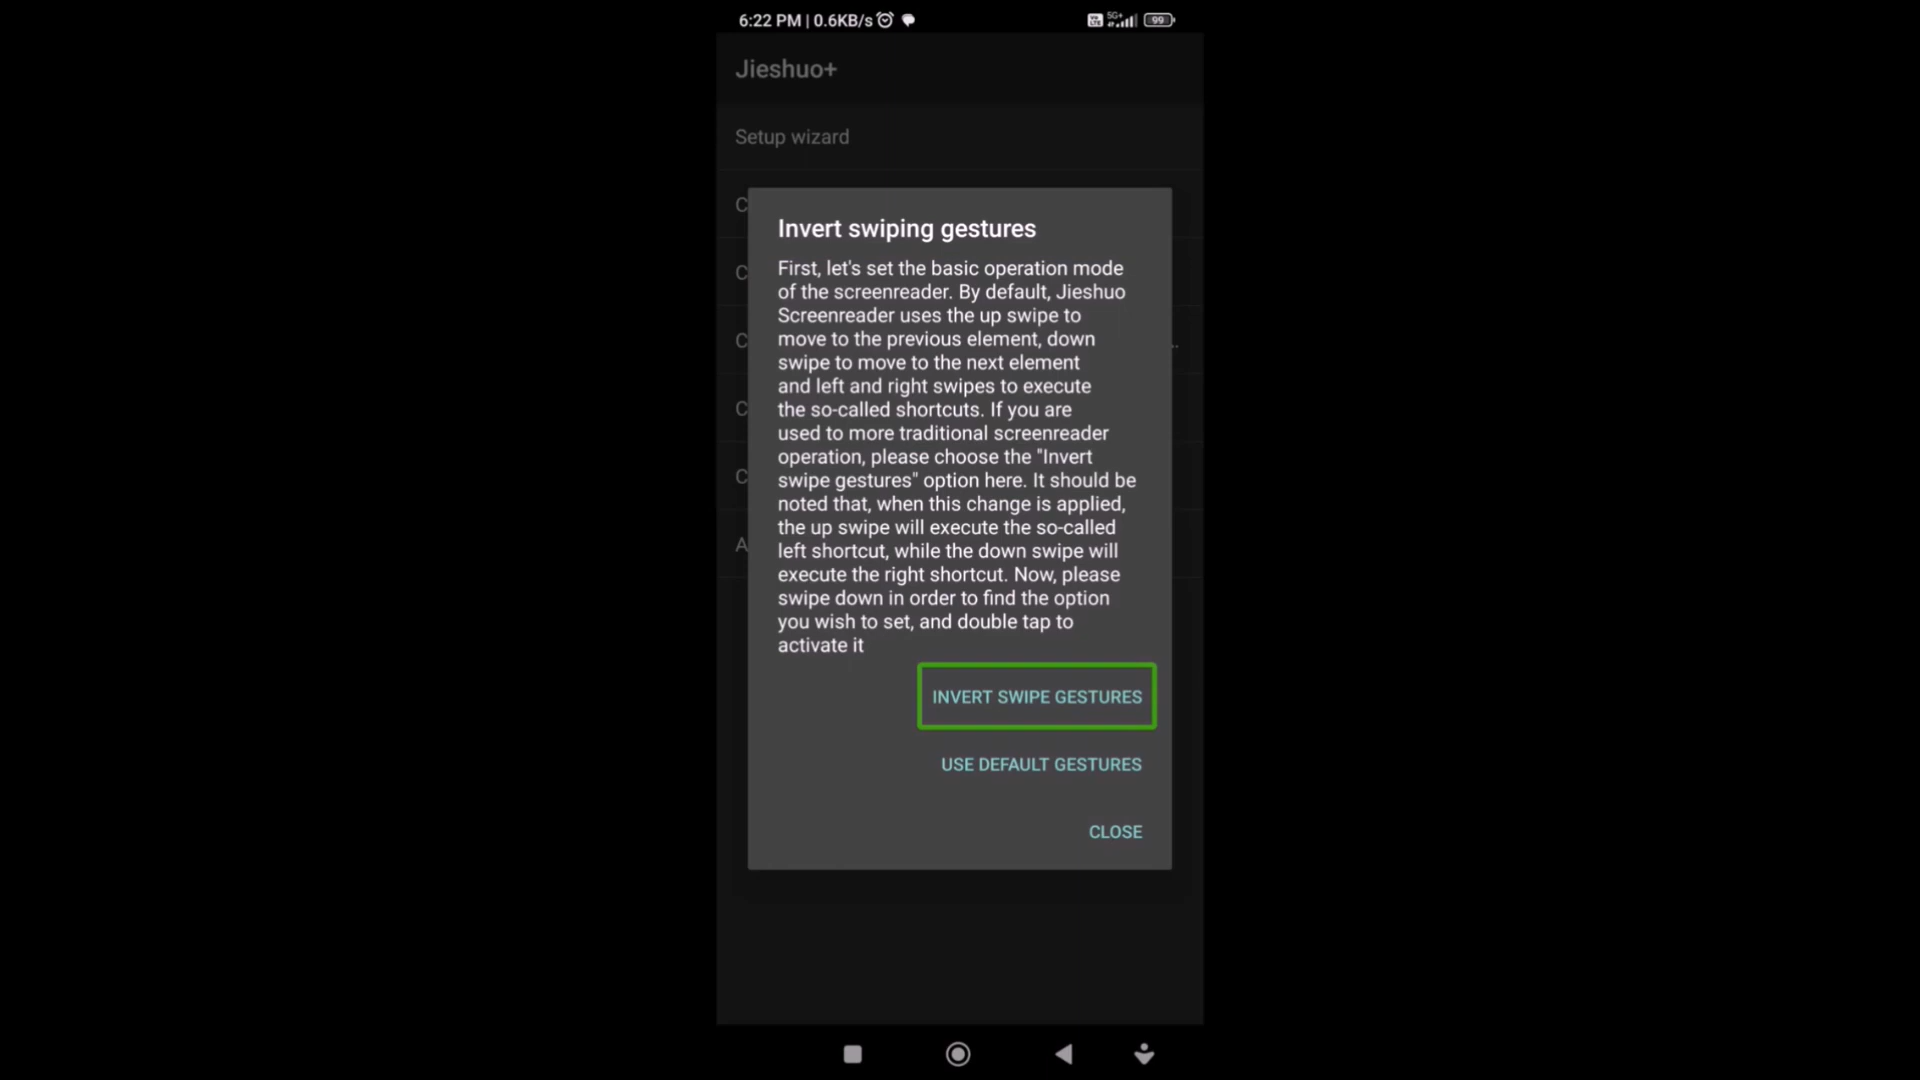 6:22 PM | 0.6KB/s
5G+
99
Jieshuo+
Setup wizard
C
C
C
..
C
C
A
Invert swiping gestures
First, let's set the basic operation mode
of the screenreader. By default, Jieshuo
Screenreader uses the up swipe to
move to the previous element, down
swipe to move to the next element
and left and right swipes to execute
the so-called shortcuts. If you are
used to more traditional screenreader
operation, please choose the "Invert
swipe gestures" option here. It should be
noted that, when this change is applied,
the up swipe will execute the so-called
left shortcut, while the down swipe will
execute the right shortcut. Now, please
swipe down in order to find the option
you wish to set, and double tap to
activate it
INVERT SWIPE GESTURES
USE DEFAULT GESTURES
CLOSE